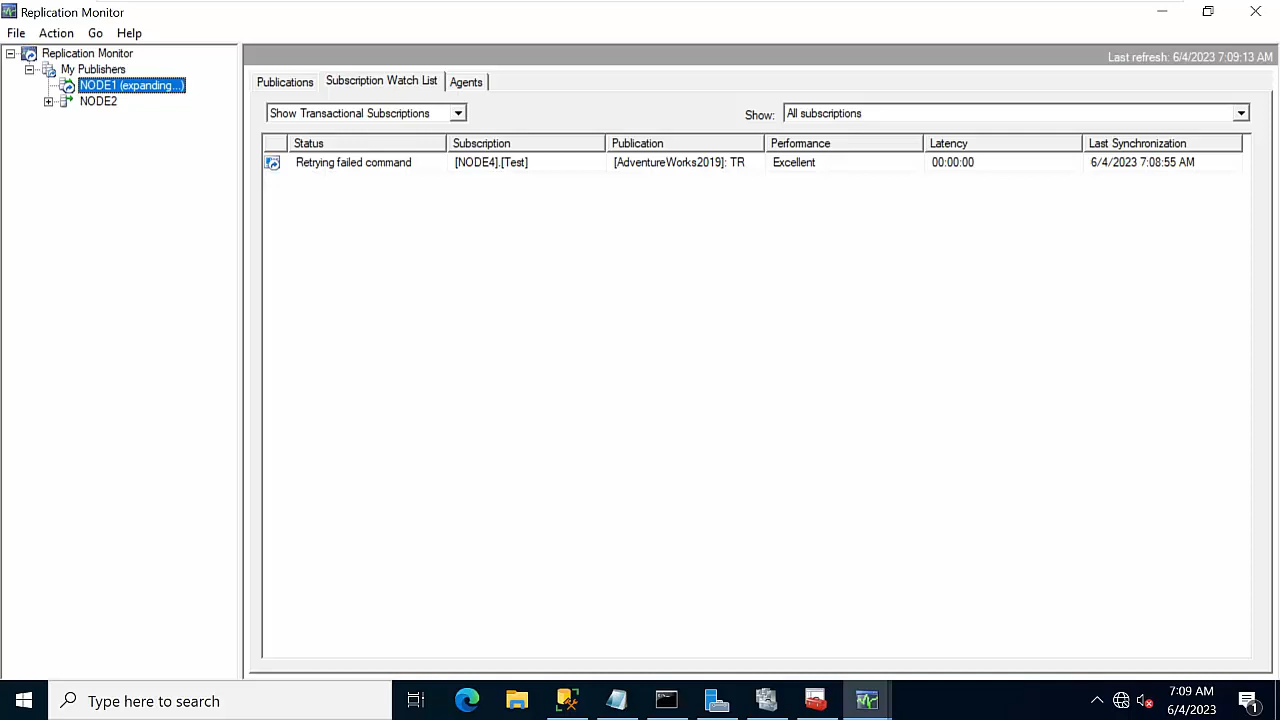 Replication Monitor
File Action Go Help
Replication Monitor
My Publishers
NODE1 (expanding...)
NODE2
Last refresh: 6/4/2023 7:09:13 AM
Publications Subscription Watch List Agents
Show Transactional Subscriptions Show: All subscriptions
Status Subscription Publication Performance Latency Last Synchronization
Retrying failed command [NODE4].[Test] [AdventureWorks2019]: TR Excellent 00:00:00 6/4/2023 7:08:55 AM
Type here to search
7:09 AM
6/4/2023
1